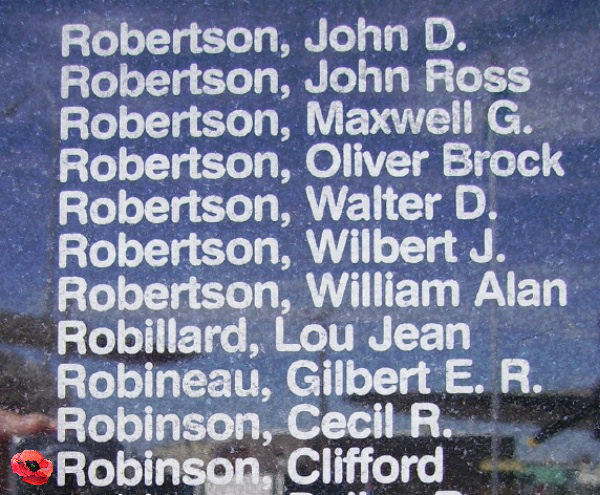 Robertson, John D.
Robertson, John Ross
Robertson, Maxwell G.
Robertson, Oliver Brock
Robertson, Walter D.
Robertson, Wilbert J.
Robertson, William Alan
Robillard, Lou Jean
Robineau, Gilbert E. R.
Robinson, Cecil R.
Robinson, Clifford